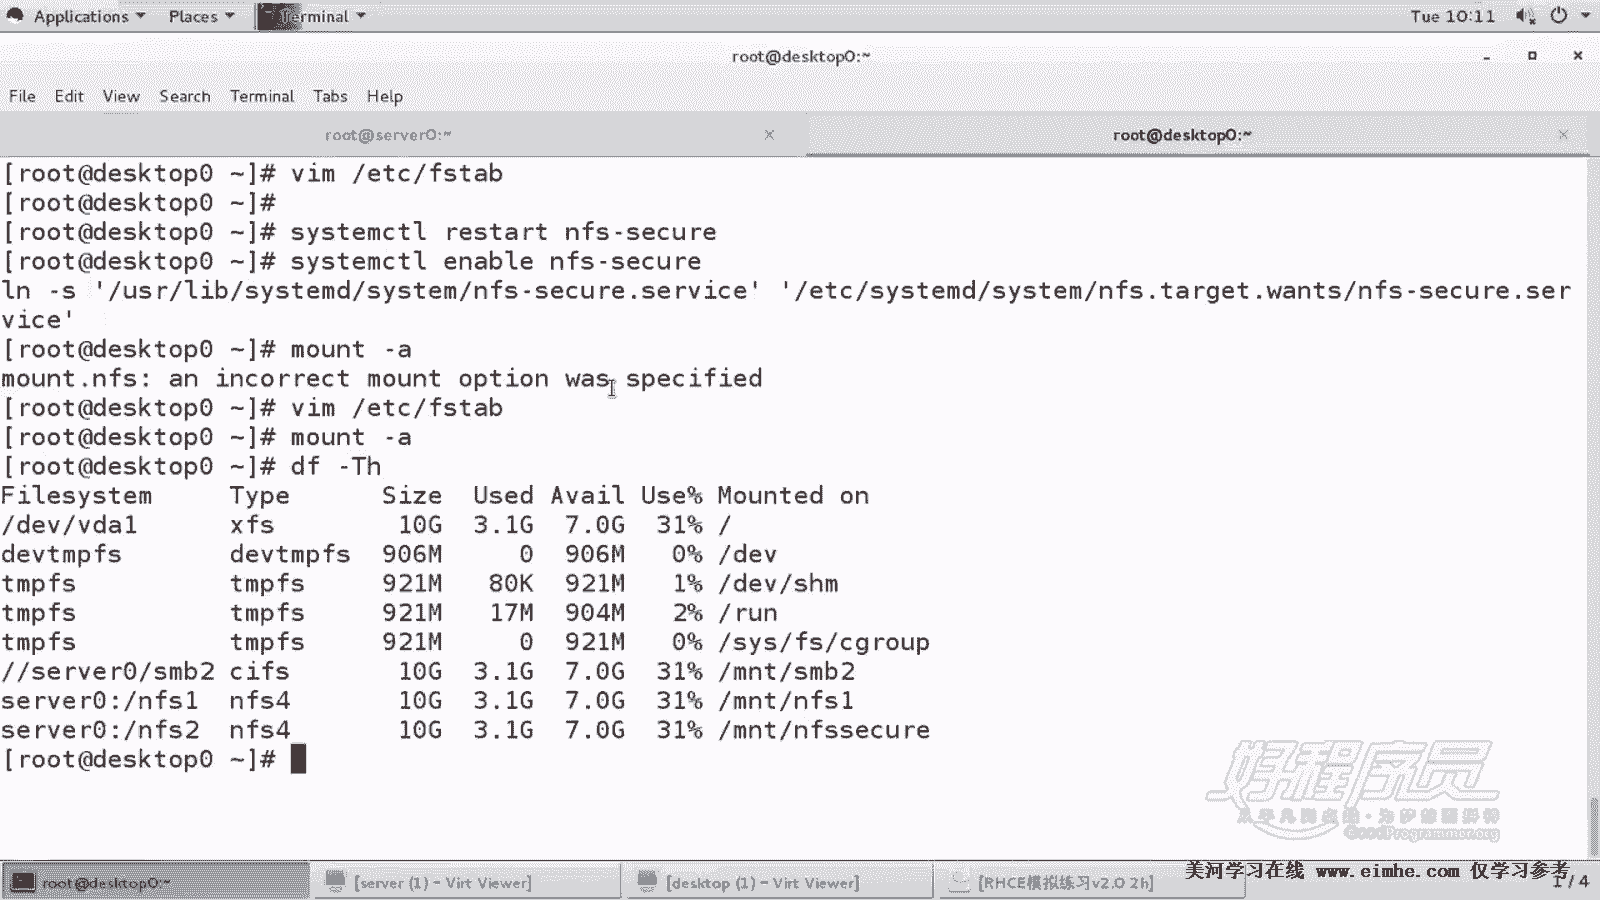 Applications Places Terminal Tue 10:11
root@desktop0:~
File Edit View Search Terminal Tabs Help
root@server0:~ × root@desktop0:~ ×
[root@desktop0 ~]# vim /etc/fstab
[root@desktop0 ~]#
[root@desktop0 ~]# systemctl restart nfs-secure
[root@desktop0 ~]# systemctl enable nfs-secure
ln -s '/usr/lib/systemd/system/nfs-secure.service' '/etc/systemd/system/nfs.target.wants/nfs-secure.ser
vice'
[root@desktop0 ~]# mount -a
mount.nfs: an incorrect mount option was specified
[root@desktop0 ~]# vim /etc/fstab
[root@desktop0 ~]# mount -a
[root@desktop0 ~]# df -Th
Filesystem Type Size Used Avail Use% Mounted on
/dev/vda1 xfs 10G 3.1G 7.0G 31% /
devtmpfs devtmpfs 906M 0 906M 0% /dev
tmpfs tmpfs 921M 80K 921M 1% /dev/shm
tmpfs tmpfs 921M 17M 904M 2% /run
tmpfs tmpfs 921M 0 921M 0% /sys/fs/cgroup
//server0/smb2 cifs 10G 3.1G 7.0G 31% /mnt/smb2
server0:/nfs1 nfs4 10G 3.1G 7.0G 31% /mnt/nfs1
server0:/nfs2 nfs4 10G 3.1G 7.0G 31% /mnt/nfssecure
[root@desktop0 ~]#
好程序员
GoodProgrammer.org
美河学习在线 www.eimhe.com 仅学习参考
root@desktop0:~ [server (1) – Virt Viewer] [desktop (1) – Virt Viewer] [RHCE模拟练习v2.0 2h] 1 / 4